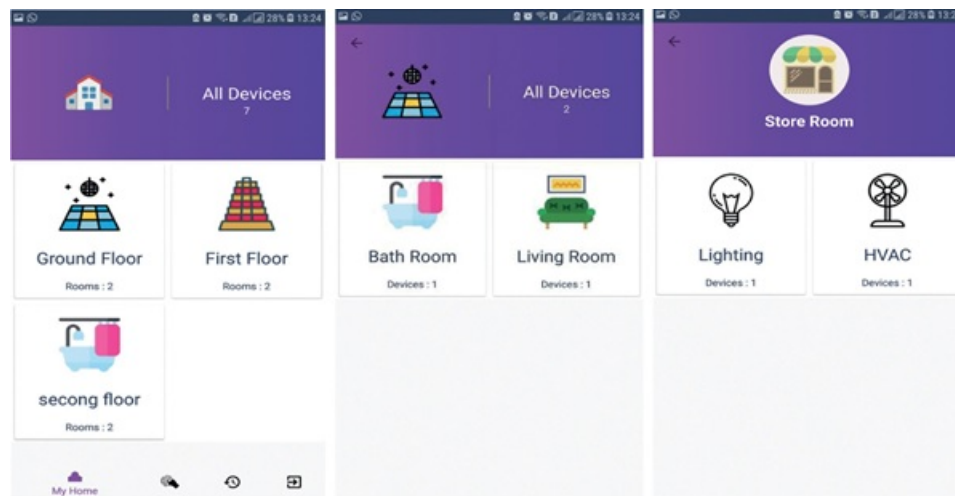 28% 13:24
All Devices
7
Ground Floor
Rooms : 2
First Floor
Rooms : 2
secong floor
Rooms : 2
My Home
28% 13:24
All Devices
2
Bath Room
Devices : 1
Living Room
Devices : 1
28% 13:2
Store Room
Lighting
Devices : 1
HVAC
Devices : 1